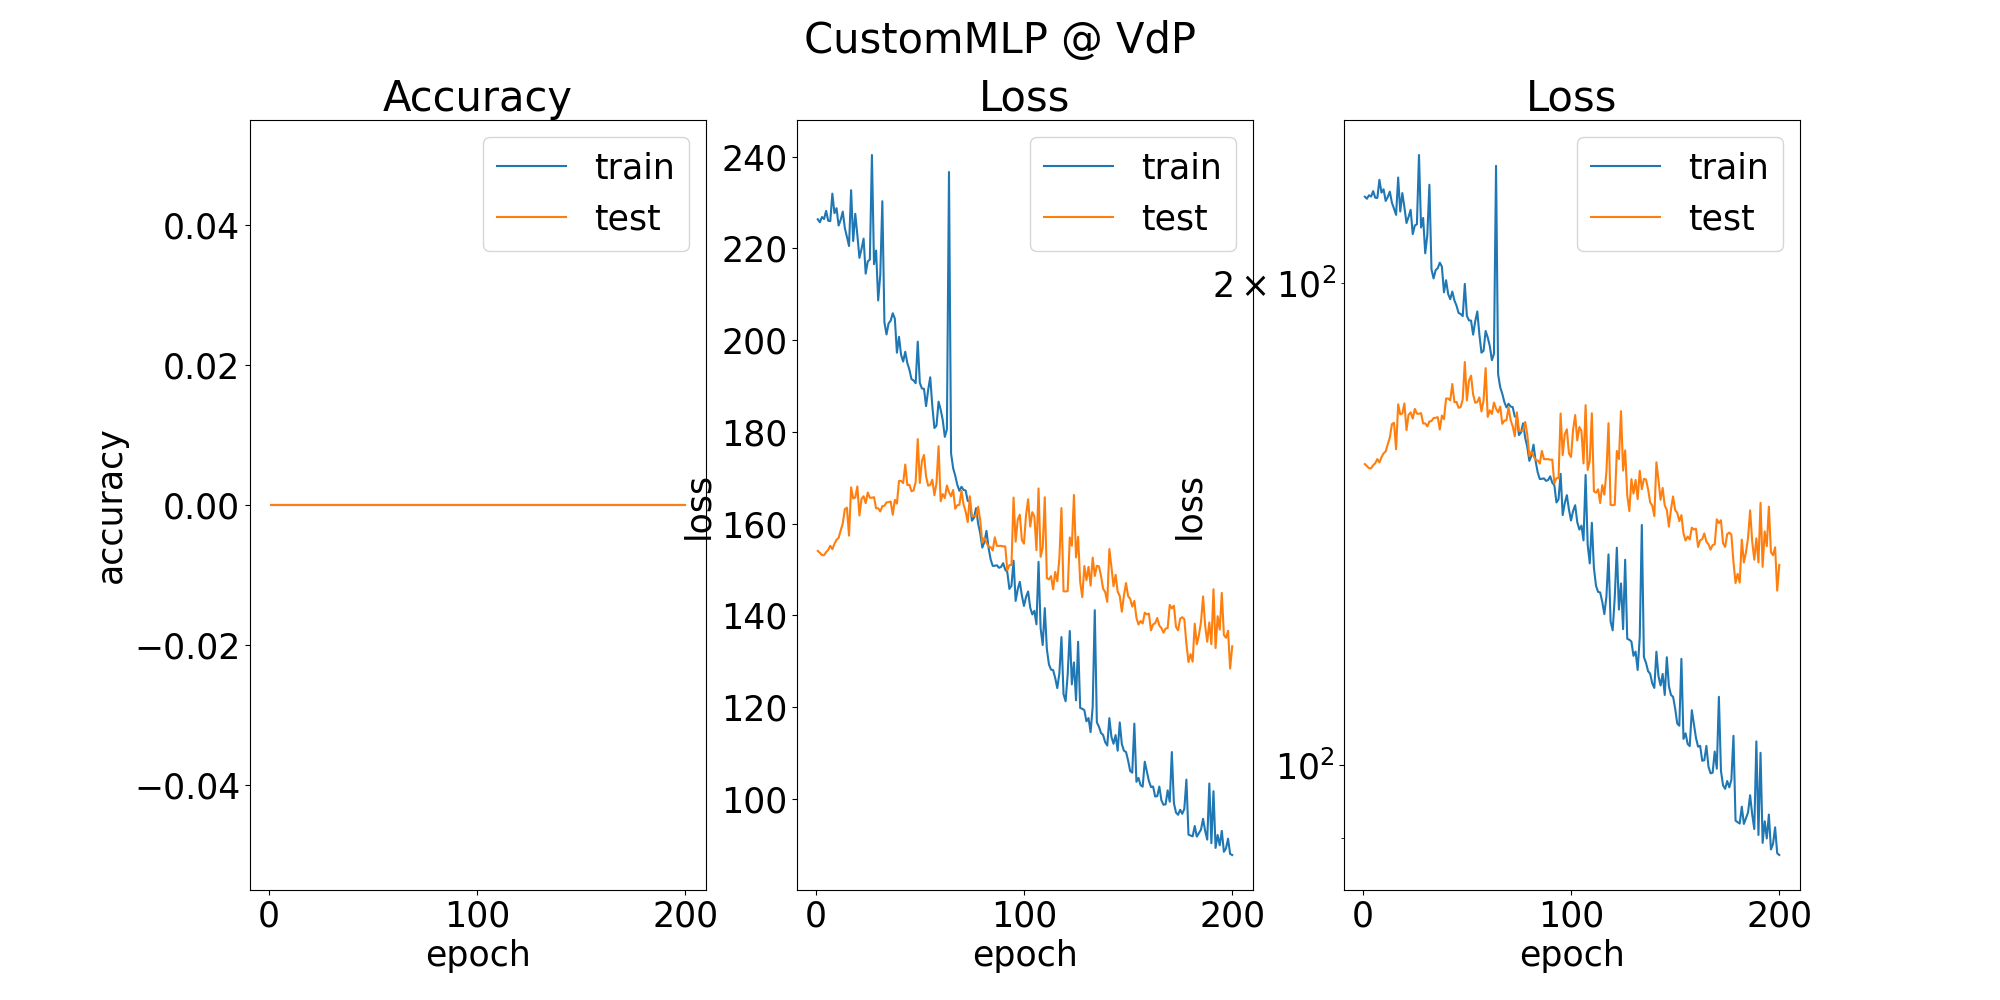 CustomMLP @ VdP
Accuracy
accuracy
0.04
0.02
0.00
−0.02
−0.04
0 100 200
epoch
train
test
Loss
loss
240
220
200
180
160
140
120
100
0 100 200
epoch
train
test
Loss
loss
2 × 10²
10²
0 100 200
epoch
train
test